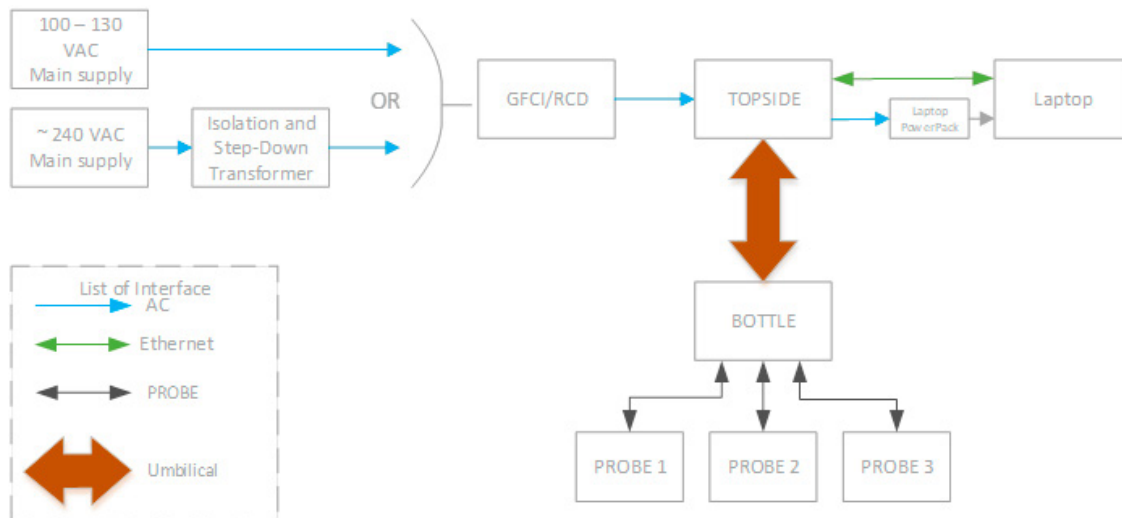 100 – 130
VAC
Main supply
~ 240 VAC
Main supply
Isolation and
Step-Down
Transformer
OR
GFCI/RCD
TOPSIDE
Laptop
PowerPack
Laptop
BOTTLE
PROBE 1
PROBE 2
PROBE 3
List of Interface
AC
Ethernet
PROBE
Umbilical